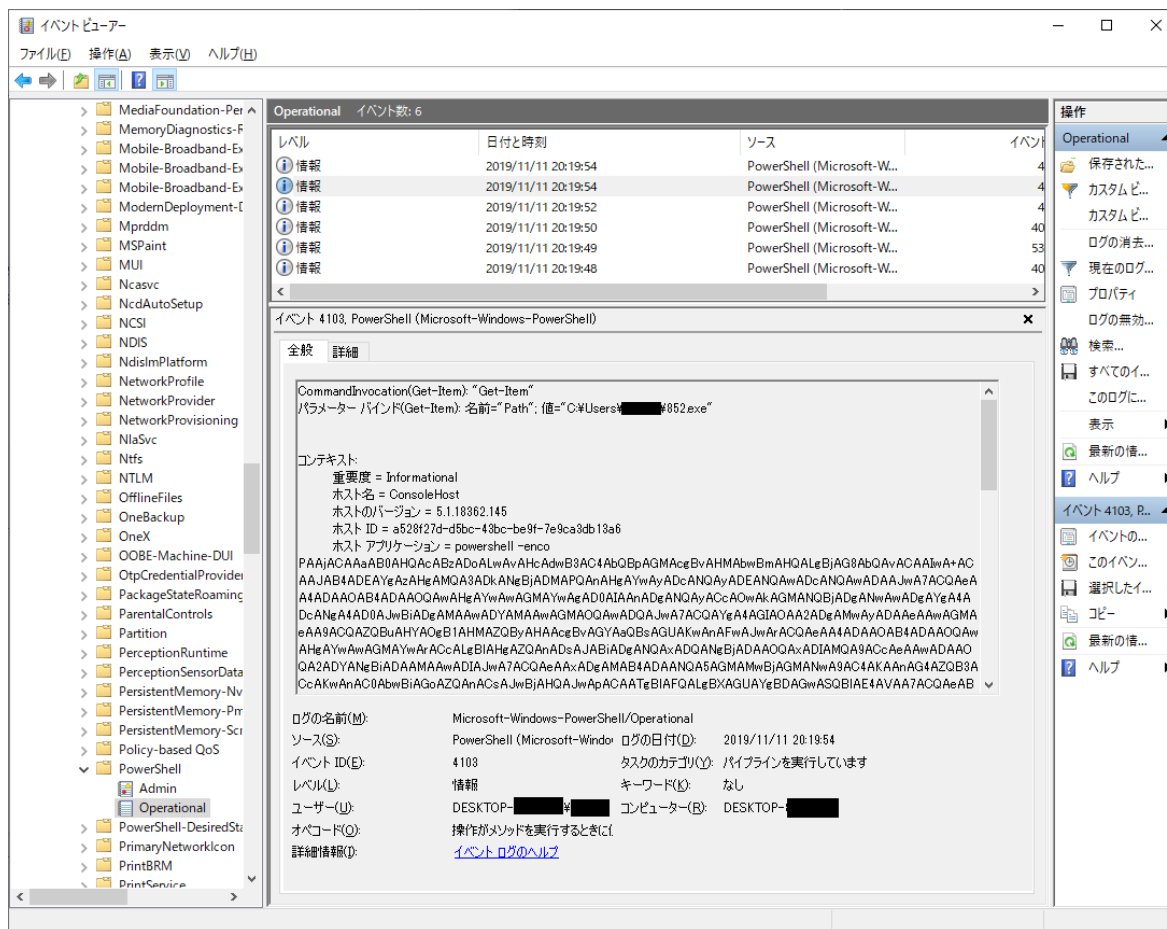 イベント ビューアー
ファイル(F) 操作(A) 表示(V) ヘルプ(H)
MediaFoundation-Per
MemoryDiagnostics-R
Mobile-Broadband-Ex
Mobile-Broadband-Ex
Mobile-Broadband-Ex
ModernDeployment-D
Mprddm
MSPaint
MUI
Ncasvc
NcdAutoSetup
NCSI
NDIS
NdisImPlatform
NetworkProfile
NetworkProvider
NetworkProvisioning
NlaSvc
Ntfs
NTLM
OfflineFiles
OneBackup
OneX
OOBE-Machine-DUI
OtpCredentialProvider
PackageStateRoaming
ParentalControls
Partition
PerceptionRuntime
PerceptionSensorData
PersistentMemory-Nv
PersistentMemory-Pm
PersistentMemory-Scr
Policy-based QoS
PowerShell
Admin
Operational
PowerShell-DesiredSta
PrimaryNetworkIcon
PrintBRM
PrintService
Operational イベント数: 6
レベル 日付と時刻 ソース イベント
情報 2019/11/11 20:19:54 PowerShell (Microsoft-W... 4
情報 2019/11/11 20:19:54 PowerShell (Microsoft-W... 4
情報 2019/11/11 20:19:52 PowerShell (Microsoft-W... 4
情報 2019/11/11 20:19:50 PowerShell (Microsoft-W... 40
情報 2019/11/11 20:19:49 PowerShell (Microsoft-W... 53
情報 2019/11/11 20:19:48 PowerShell (Microsoft-W... 40
イベント 4103, PowerShell (Microsoft-Windows-PowerShell)
全般 詳細
CommandInvocation(Get-Item): "Get-Item"
パラメーター バインド(Get-Item): 名前="Path"; 値="C:¥Users¥ ¥852.exe"
コンテキスト:
重要度 = Informational
ホスト名 = ConsoleHost
ホストのバージョン = 5.1.18362.145
ホスト ID = a528f27d-d5bc-43bc-be9f-7e9ca3db13a6
ホスト アプリケーション = powershell -enco
ログの名前(M): Microsoft-Windows-PowerShell/Operational
ソース(S): PowerShell (Microsoft-Windo ログの日付(D): 2019/11/11 20:19:54
イベント ID(E): 4103 タスクのカテゴリ(Y): パイプラインを実行しています
レベル(L): 情報 キーワード(K): なし
ユーザー(U): DESKTOP- ¥ コンピューター(R): DESKTOP-
オペコード(O): 操作がメソッドを実行するときに
詳細情報(I): イベント ログのヘルプ
操作
Operational
保存された...
カスタム ビ...
カスタム ビ...
ログの消去...
現在のログ...
プロパティ
ログの無効...
検索...
すべてのイ...
このログに...
表示
最新の情...
ヘルプ
イベント 4103, P...
イベントの...
このイベン...
選択したイ...
コピー
最新の情...
ヘルプ